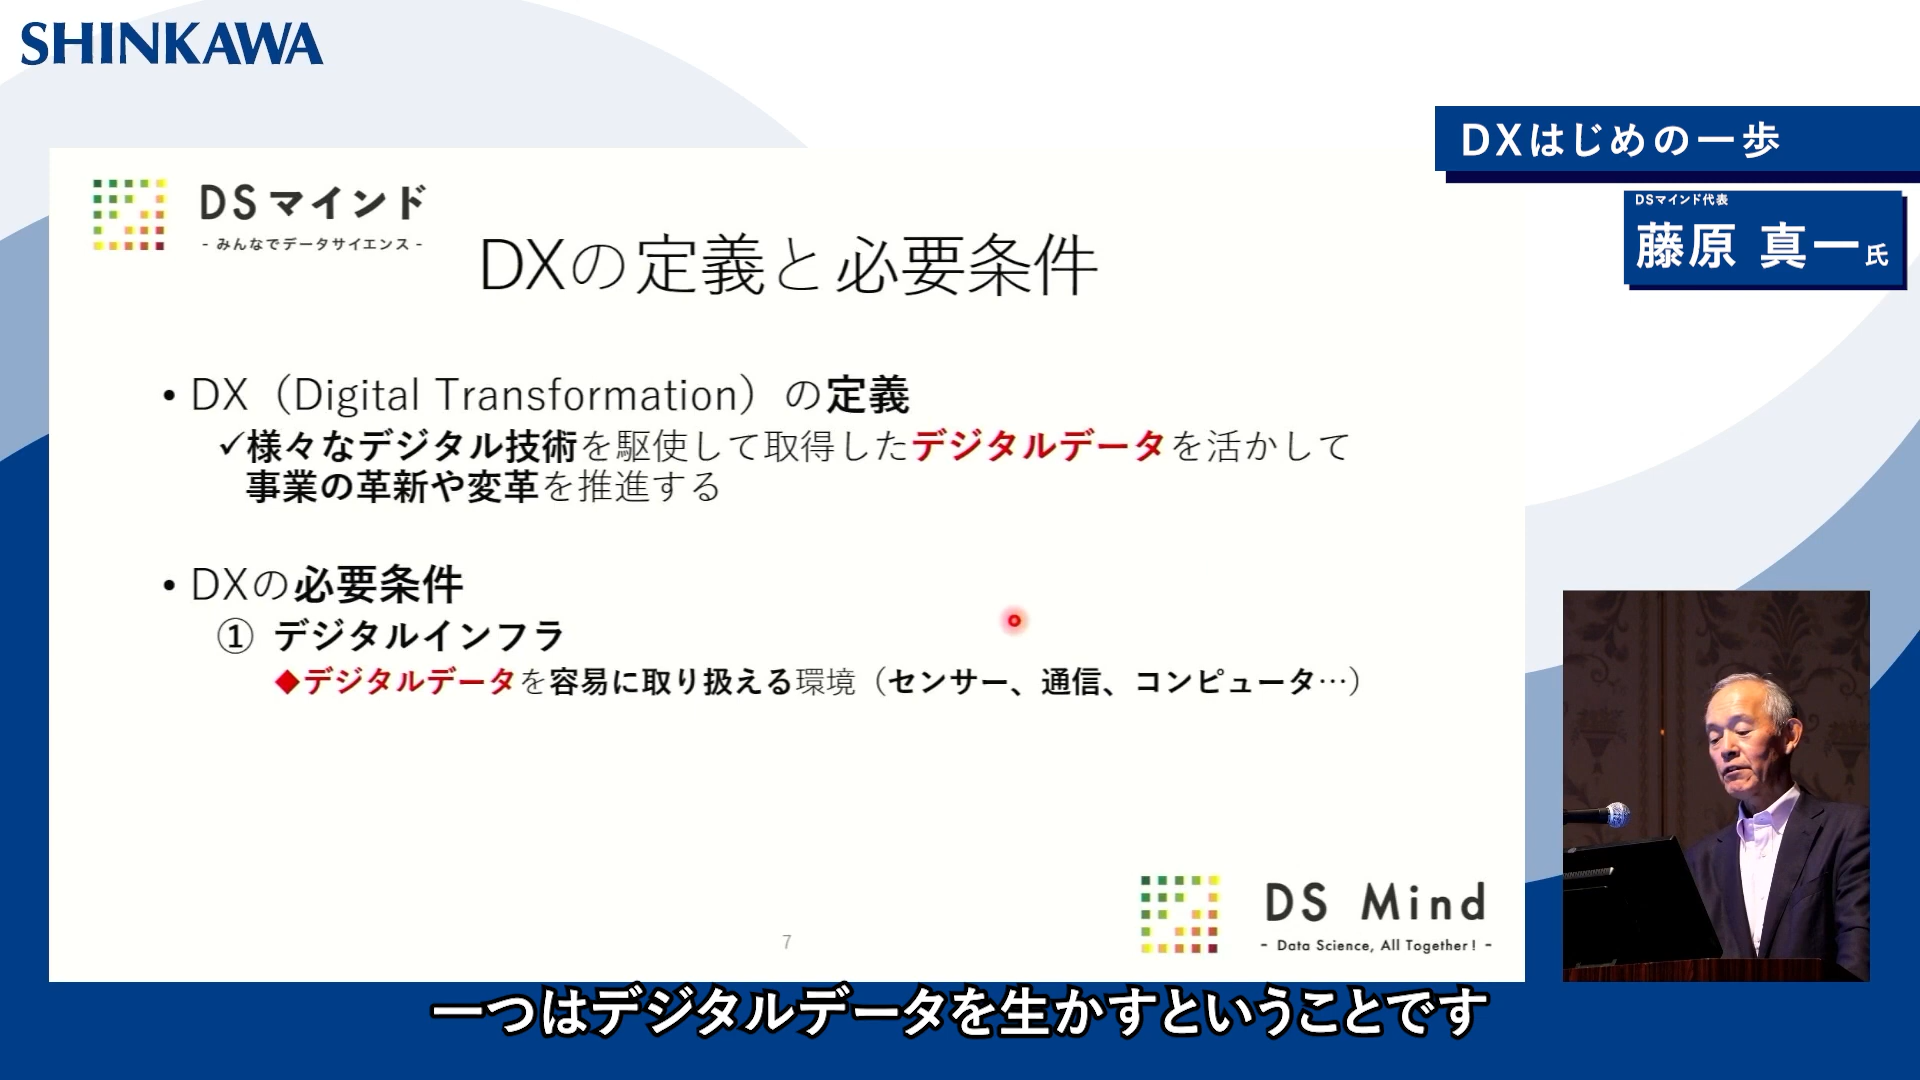 SHINKAWA
DXはじめの一歩
DSマインド代表
藤原 真一氏
DSマインド
- みんなでデータサイエンス -
DXの定義と必要条件
• DX（Digital Transformation）の定義
✓様々なデジタル技術を駆使して取得したデジタルデータを活かして
事業の革新や変革を推進する
• DXの必要条件
① デジタルインフラ
◆デジタルデータを容易に取り扱える環境（センサー、通信、コンピュータ…）
DS Mind
- Data Science, All Together! -
7
一つはデジタルデータを生かすということです